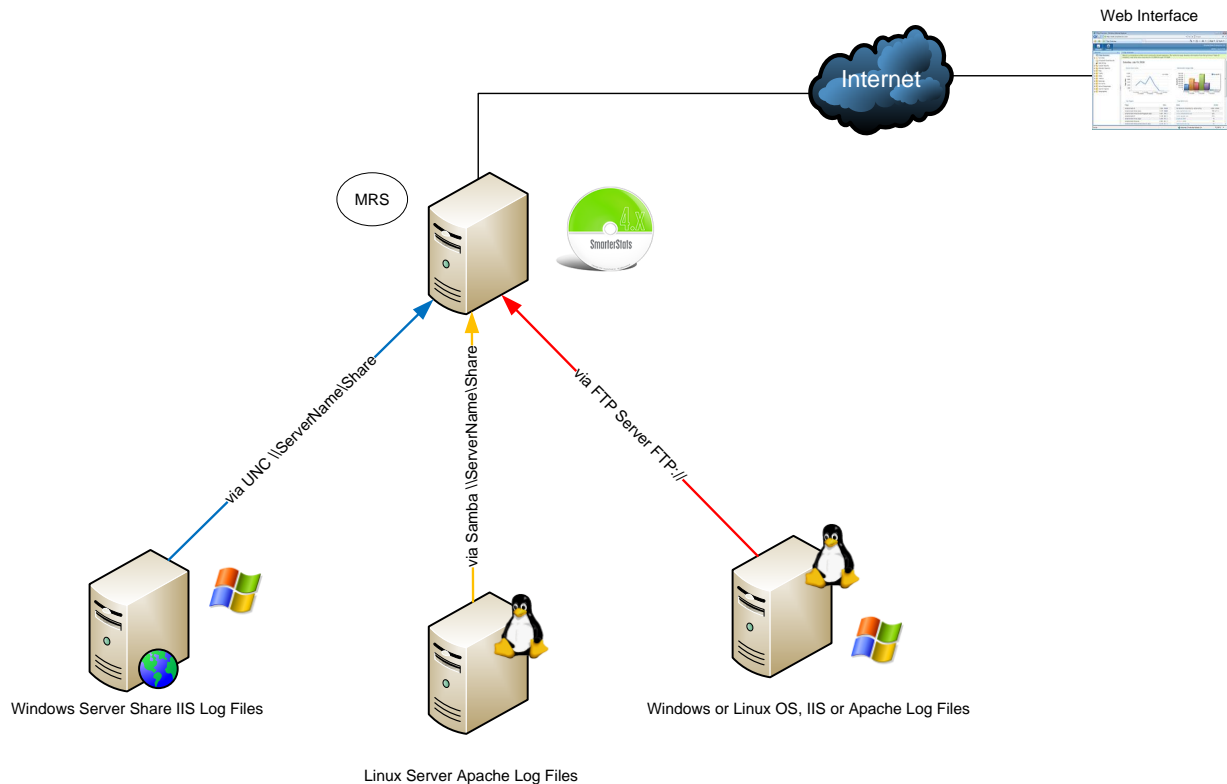 Web Interface
Internet
MRS
4.x
SmarterStats
via UNC \\ServerName\Share
via Samba \\ServerName\Share
via FTP Server FTP://
Windows Server Share IIS Log Files
Windows or Linux OS, IIS or Apache Log Files
Linux Server Apache Log Files